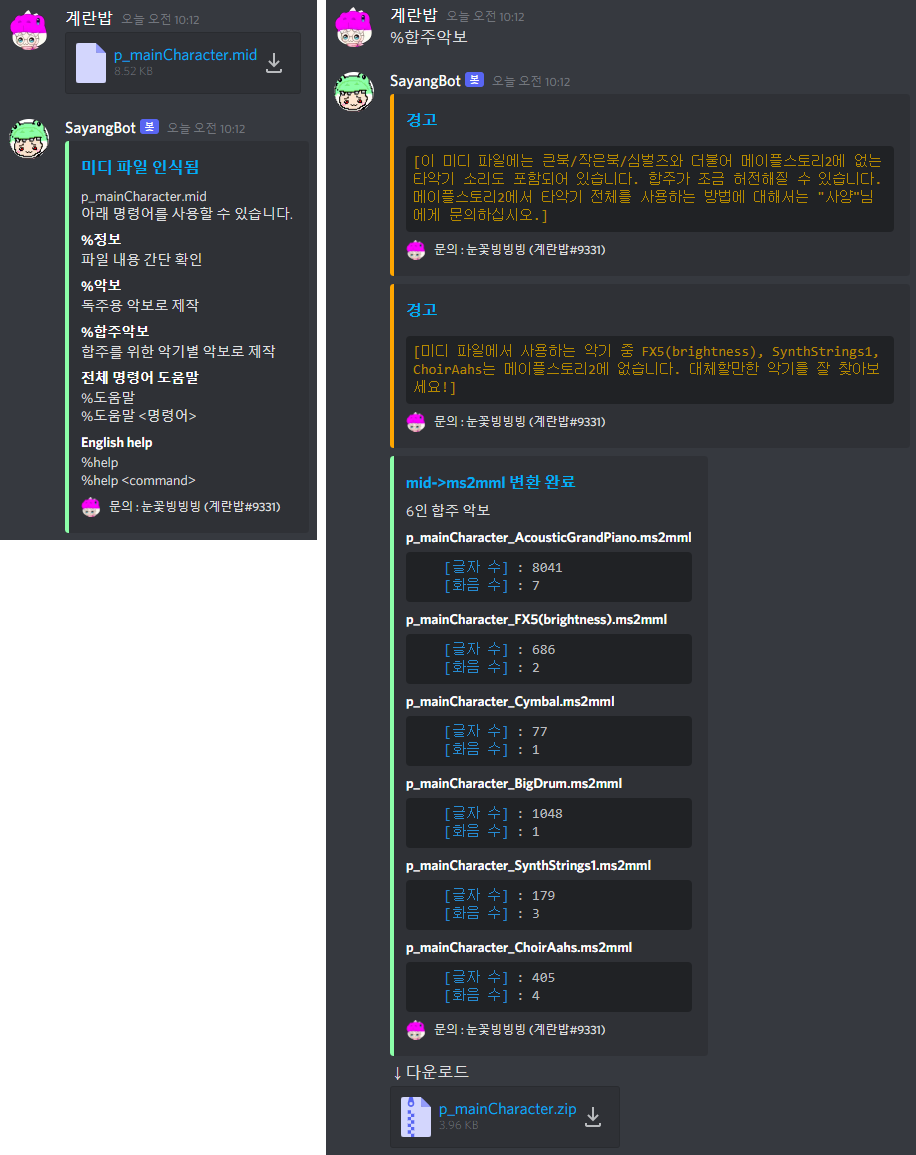 계란밥 오늘 오전 10:12
p_mainCharacter.mid
8.52 KB
SayangBot 봇 오늘 오전 10:12
미디 파일 인식됨
p_mainCharacter.mid
아래 명령어를 사용할 수 있습니다.
%정보
파일 내용 간단 확인
%악보
독주용 악보로 제작
%합주악보
합주를 위한 악기별 악보로 제작
전체 명령어 도움말
%도움말
%도움말 <명령어>
English help
%help
%help <command>
문의 : 눈꽃빙빙빙 (계란밥#9331)
계란밥 오늘 오전 10:12
%합주악보
SayangBot 봇 오늘 오전 10:12
경고
[이 미디 파일에는 큰북/작은북/심벌즈와 더불어 메이플스토리2에 없는
타악기 소리도 포함되어 있습니다. 합주가 조금 허전해질 수 있습니다.
메이플스토리2에서 타악기 전체를 사용하는 방법에 대해서는 "사양"님
에게 문의하십시오.]
문의 : 눈꽃빙빙빙 (계란밥#9331)
경고
[미디 파일에서 사용하는 악기 중 FX5(brightness), SynthStrings1,
ChoirAahs는 메이플스토리2에 없습니다. 대체할만한 악기를 잘 찾아보
세요!]
문의 : 눈꽃빙빙빙 (계란밥#9331)
mid->ms2mml 변환 완료
6인 합주 악보
p_mainCharacter_AcousticGrandPiano.ms2mml
[글자 수] : 8041
[화음 수] : 7
p_mainCharacter_FX5(brightness).ms2mml
[글자 수] : 686
[화음 수] : 2
p_mainCharacter_Cymbal.ms2mml
[글자 수] : 77
[화음 수] : 1
p_mainCharacter_BigDrum.ms2mml
[글자 수] : 1048
[화음 수] : 1
p_mainCharacter_SynthStrings1.ms2mml
[글자 수] : 179
[화음 수] : 3
p_mainCharacter_ChoirAahs.ms2mml
[글자 수] : 405
[화음 수] : 4
문의 : 눈꽃빙빙빙 (계란밥#9331)
↓다운로드
p_mainCharacter.zip
3.96 KB